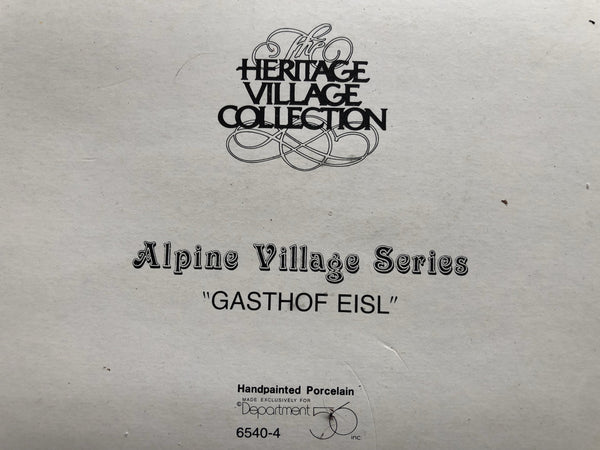 The
HERITAGE
VILLAGE
COLLECTION
Alpine Village Series
"GASTHOF EISL"
Handpainted Porcelain
MADE EXCLUSIVELY FOR
©Department 56 inc.
6540-4